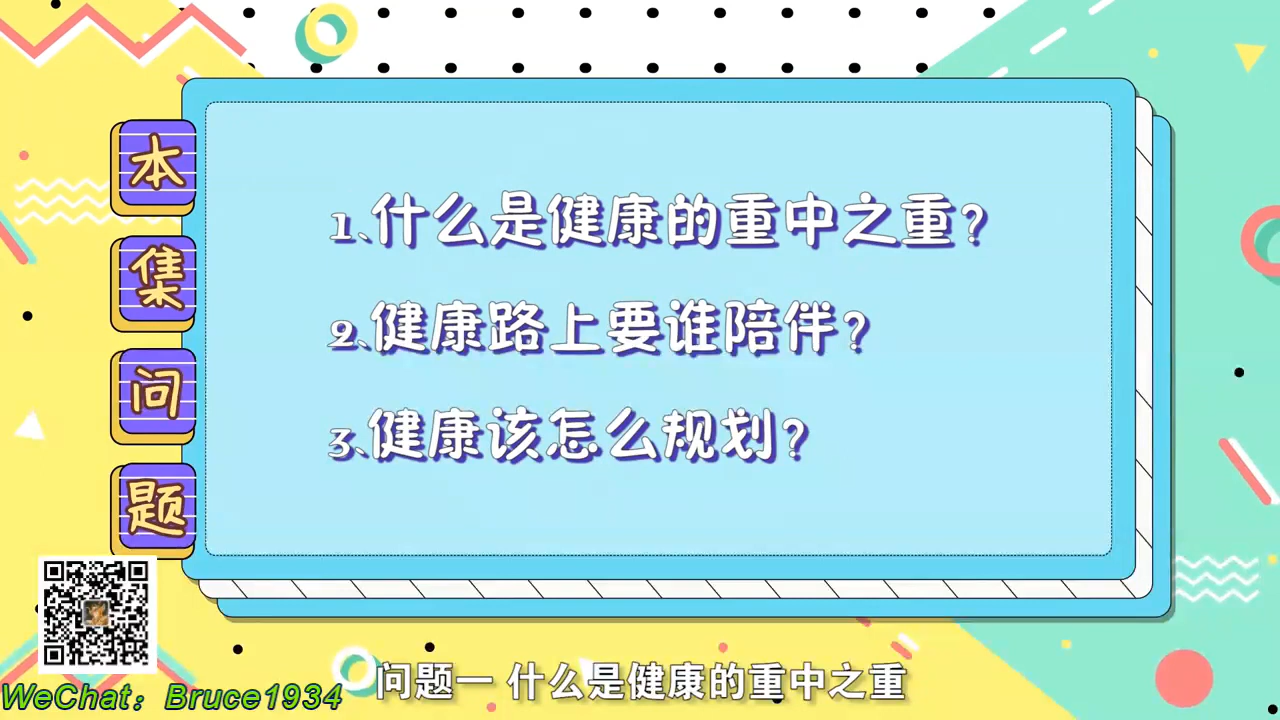 本集问题
1、什么是健康的重中之重?
2、健康路上要谁陪伴?
3、健康该怎么规划?
问题一 什么是健康的重中之重
WeChat：Bruce1934